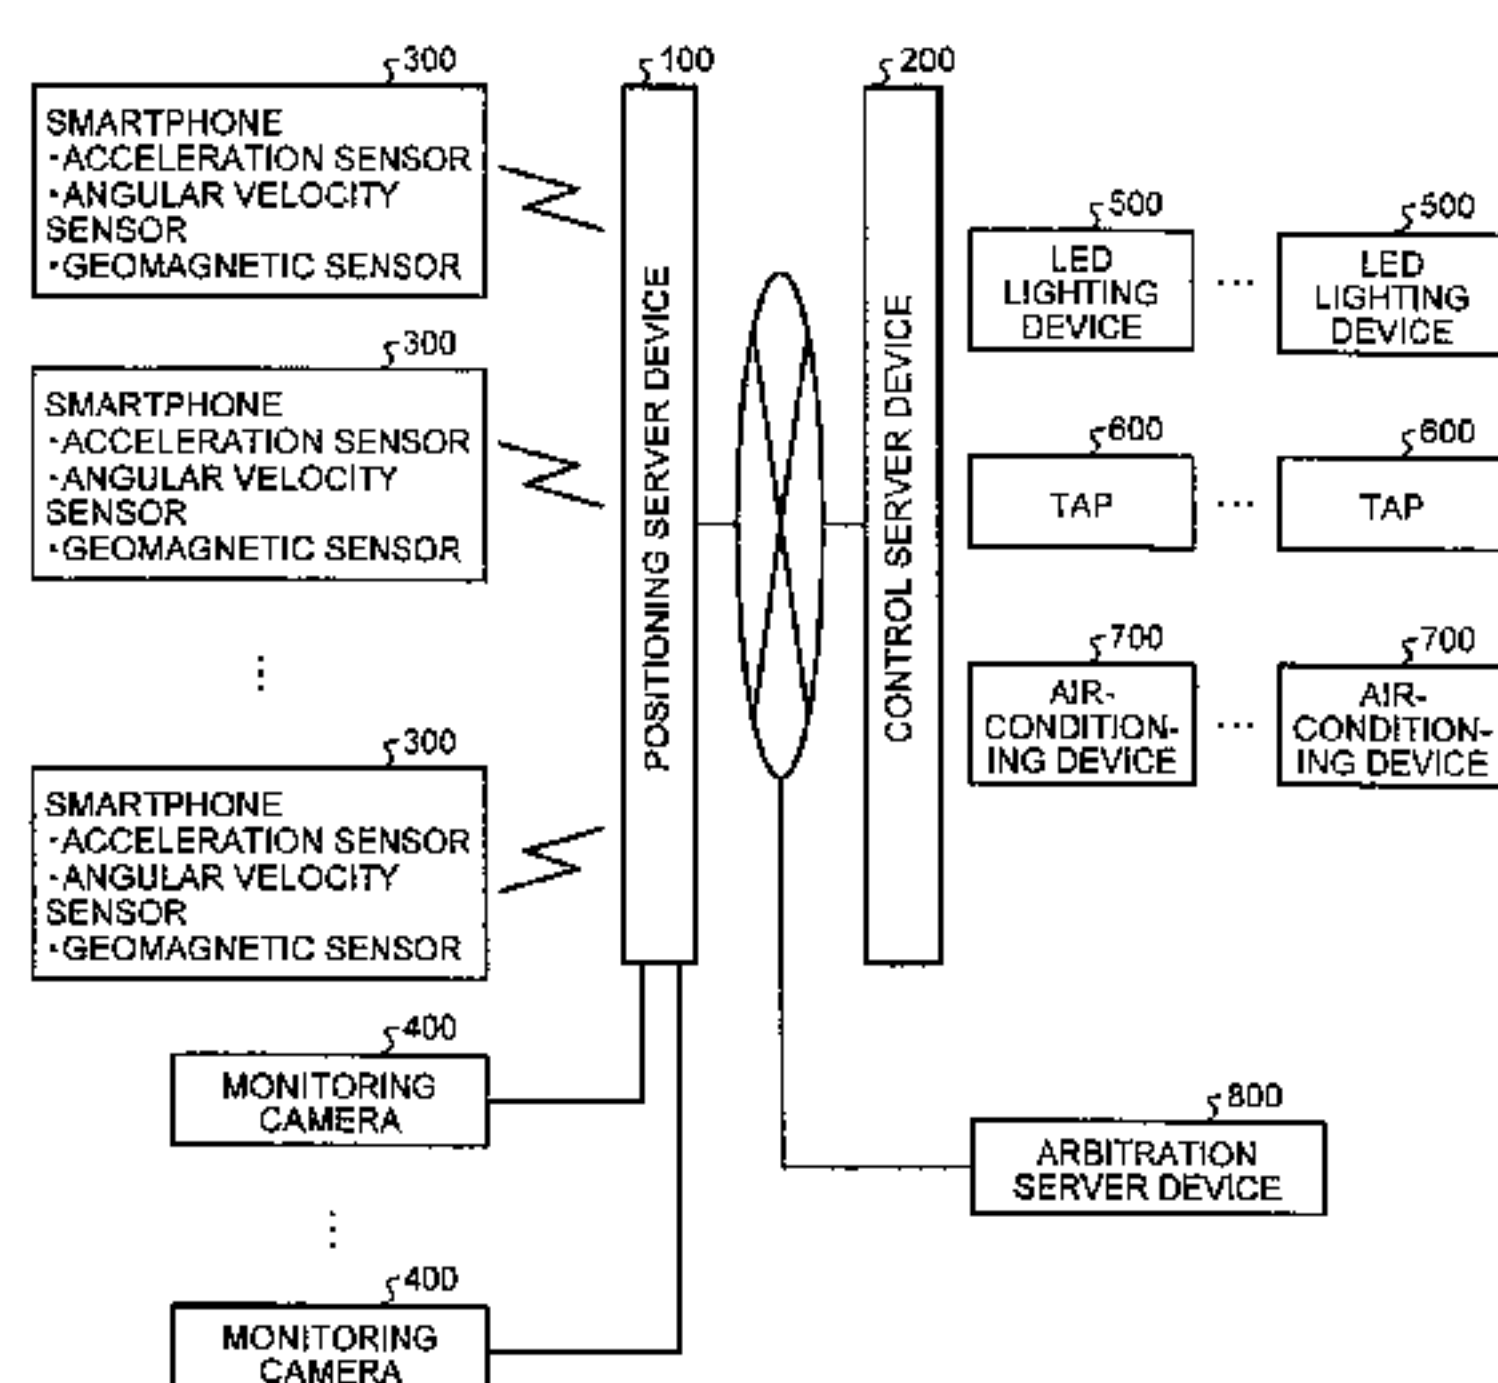 300
SMARTPHONE
·ACCELERATION SENSOR
·ANGULAR VELOCITY
SENSOR
·GEOMAGNETIC SENSOR
300
SMARTPHONE
·ACCELERATION SENSOR
·ANGULAR VELOCITY
SENSOR
·GEOMAGNETIC SENSOR
⋮
300
SMARTPHONE
·ACCELERATION SENSOR
·ANGULAR VELOCITY
SENSOR
·GEOMAGNETIC SENSOR
400
MONITORING
CAMERA
⋮
400
MONITORING
CAMERA
100
POSITIONING SERVER DEVICE
200
CONTROL SERVER DEVICE
500
LED
LIGHTING
DEVICE
...
500
LED
LIGHTING
DEVICE
600
TAP
...
600
TAP
700
AIR-
CONDITION-
ING DEVICE
...
700
AIR-
CONDITION-
ING DEVICE
800
ARBITRATION
SERVER DEVICE